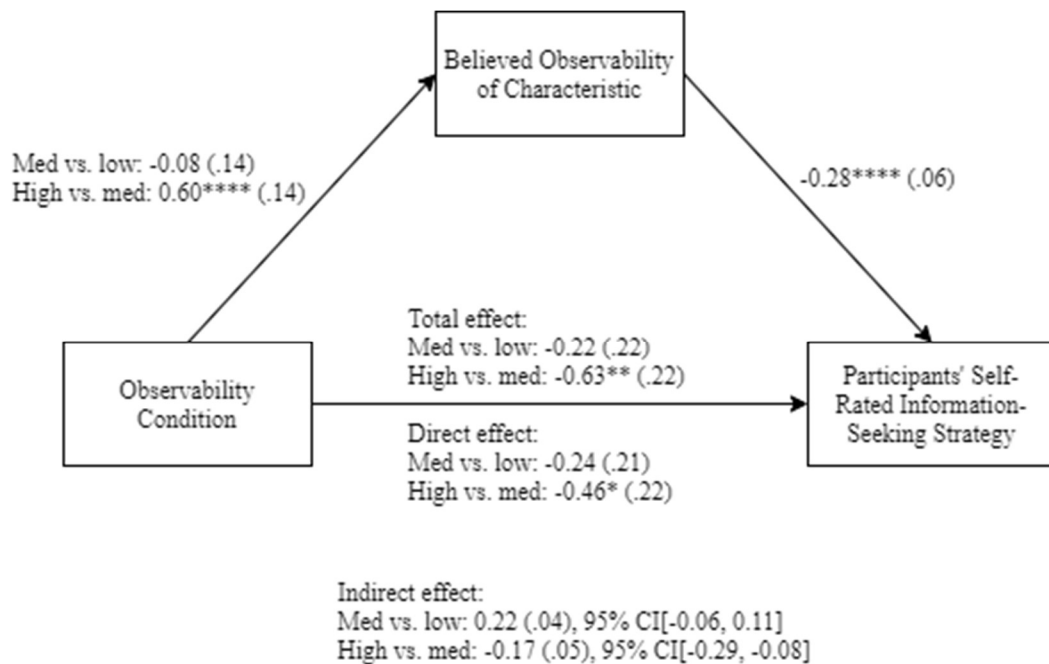 Believed Observability
of Characteristic
Med vs. low: -0.08 (.14)
High vs. med: 0.60**** (.14)
-0.28**** (.06)
Total effect:
Med vs. low: -0.22 (.22)
High vs. med: -0.63** (.22)
Observability
Condition
Participants' Self-
Rated Information-
Seeking Strategy
Direct effect:
Med vs. low: -0.24 (.21)
High vs. med: -0.46* (.22)
Indirect effect:
Med vs. low: 0.22 (.04), 95% CI[-0.06, 0.11]
High vs. med: -0.17 (.05), 95% CI[-0.29, -0.08]